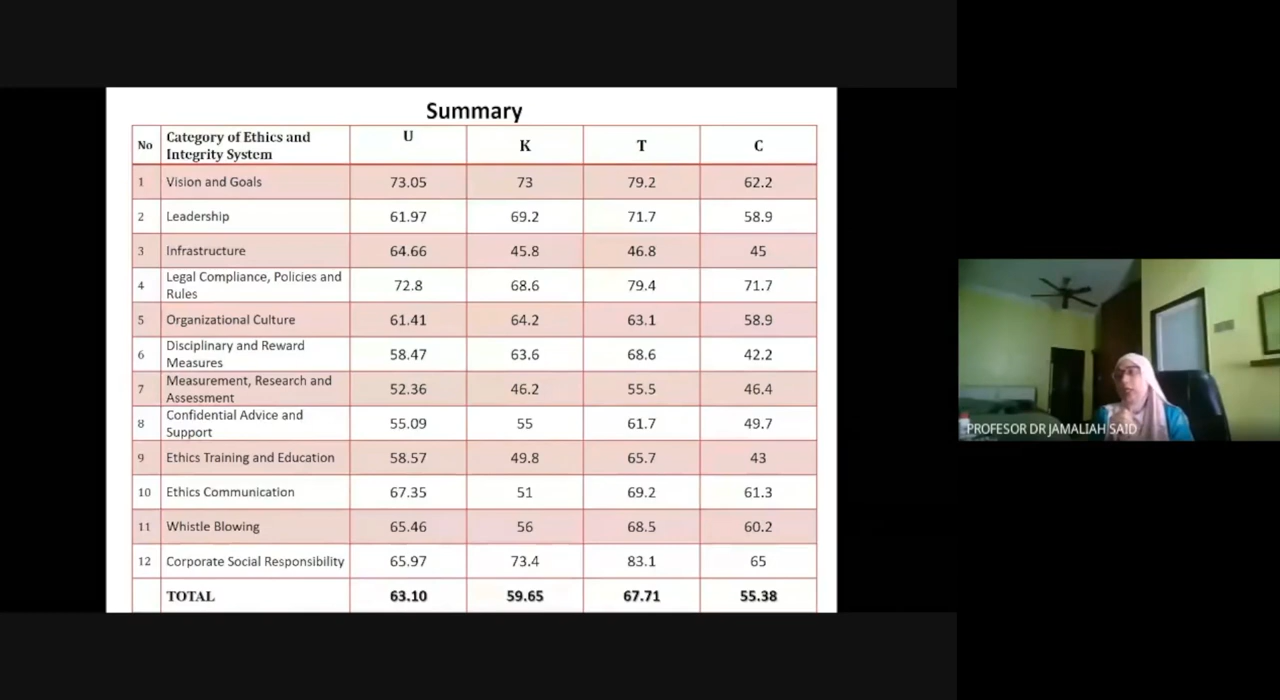 Summary
No Category of Ethics and Integrity System U K T C
1 Vision and Goals 73.05 73 79.2 62.2
2 Leadership 61.97 69.2 71.7 58.9
3 Infrastructure 64.66 45.8 46.8 45
4 Legal Compliance, Policies and Rules 72.8 68.6 79.4 71.7
5 Organizational Culture 61.41 64.2 63.1 58.9
6 Disciplinary and Reward Measures 58.47 63.6 68.6 42.2
7 Measurement, Research and Assessment 52.36 46.2 55.5 46.4
8 Confidential Advice and Support 55.09 55 61.7 49.7
9 Ethics Training and Education 58.57 49.8 65.7 43
10 Ethics Communication 67.35 51 69.2 61.3
11 Whistle Blowing 65.46 56 68.5 60.2
12 Corporate Social Responsibility 65.97 73.4 83.1 65
TOTAL 63.10 59.65 67.71 55.38
PROFESOR DR JAMALIAH SAID